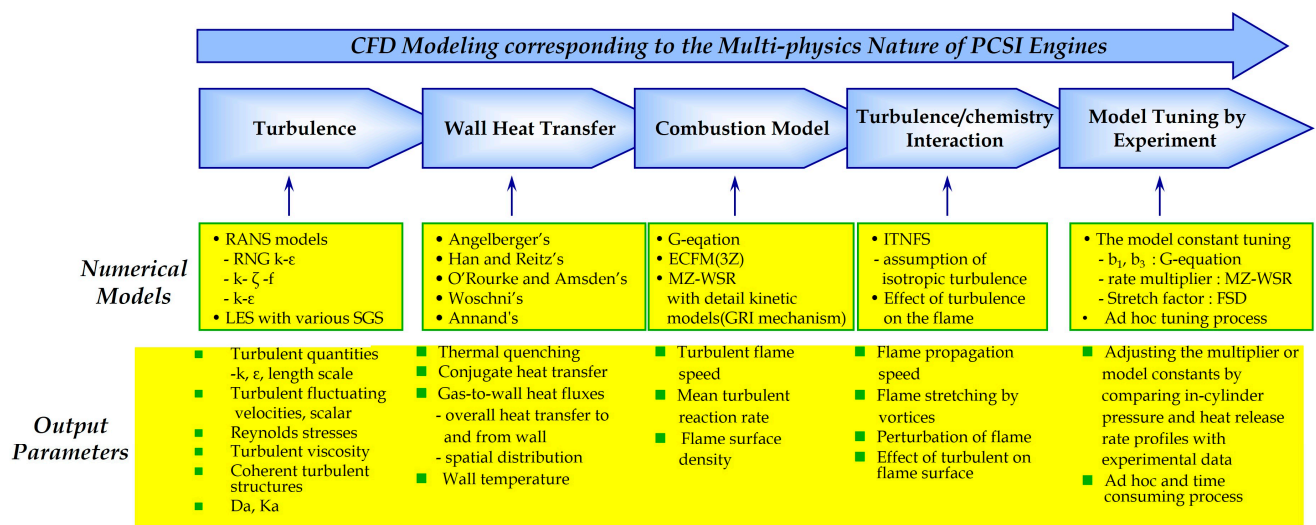 CFD Modeling corresponding to the Multi-physics Nature of PCSI Engines
Turbulence
Wall Heat Transfer
Combustion Model
Turbulence/chemistry
Interaction
Model Tuning by
Experiment
Numerical
Models
• RANS models
- RNG k-ε
- k- ζ -f
- k-ε
• LES with various SGS
• Angelberger’s
• Han and Reitz’s
• O’Rourke and Amsden’s
• Woschni’s
• Annand's
• G-eqation
• ECFM(3Z)
• MZ-WSR
with detail kinetic
models(GRI mechanism)
• ITNFS
- assumption of
isotropic turbulence
• Effect of turbulence
on the flame
• The model constant tuning
- b₁, b₃ : G-equation
- rate multiplier : MZ-WSR
- Stretch factor : FSD
• Ad hoc tuning process
Output
Parameters
■ Turbulent quantities
-k, ε, length scale
■ Turbulent fluctuating
velocities, scalar
■ Reynolds stresses
■ Turbulent viscosity
■ Coherent turbulent
structures
■ Da, Ka
■ Thermal quenching
■ Conjugate heat transfer
■ Gas-to-wall heat fluxes
- overall heat transfer to
and from wall
- spatial distribution
■ Wall temperature
■ Turbulent flame
speed
■ Mean turbulent
reaction rate
■ Flame surface
density
■ Flame propagation
speed
■ Flame stretching by
vortices
■ Perturbation of flame
■ Effect of turbulent on
flame surface
■ Adjusting the multiplier or
model constants by
comparing in-cylinder
pressure and heat release
rate profiles with
experimental data
■ Ad hoc and time
consuming process